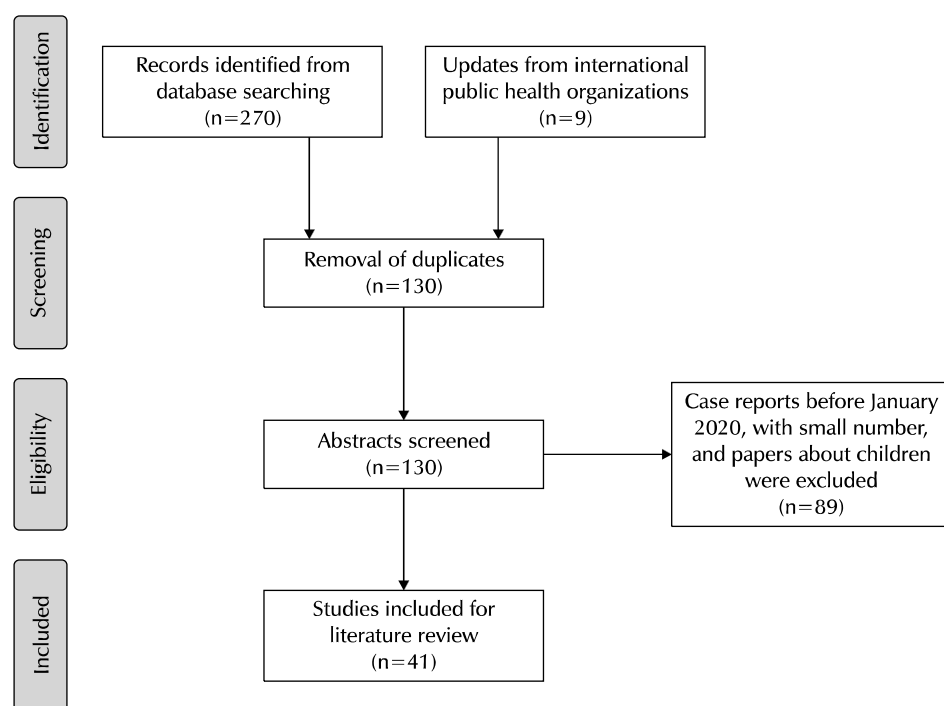 Identification
Records identified from
database searching
(n=270)
Updates from international
public health organizations
(n=9)
Screening
Removal of duplicates
(n=130)
Eligibility
Abstracts screened
(n=130)
Case reports before January
2020, with small number,
and papers about children
were excluded
(n=89)
Included
Studies included for
literature review
(n=41)